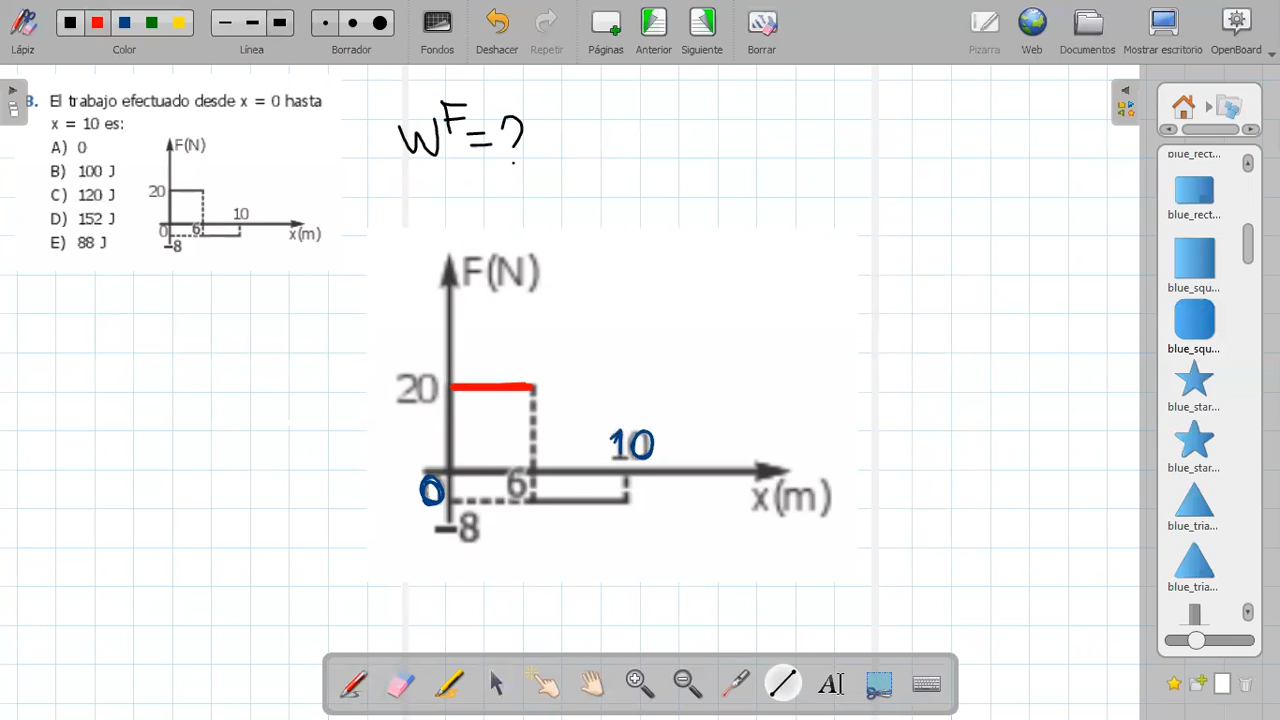 Lápiz
Color
Línea
Borrador
Fondos
Deshacer
Repetir
Páginas
Anterior
Siguiente
Borrar
Pizarra
Web
Documentos
Mostrar escritorio
OpenBoard
8. El trabajo efectuado desde x = 0 hasta
x = 10 es:
A) 0
B) 100 J
C) 120 J
D) 152 J
E) 88 J
F(N)
20
10
0
6
-8
x(m)
W^F = ?
F(N)
20
10
0
6
-8
x(m)
blue_rect...
blue_rect...
blue_squ...
blue_squ...
blue_star...
blue_star...
blue_tria...
blue_tria...
AI